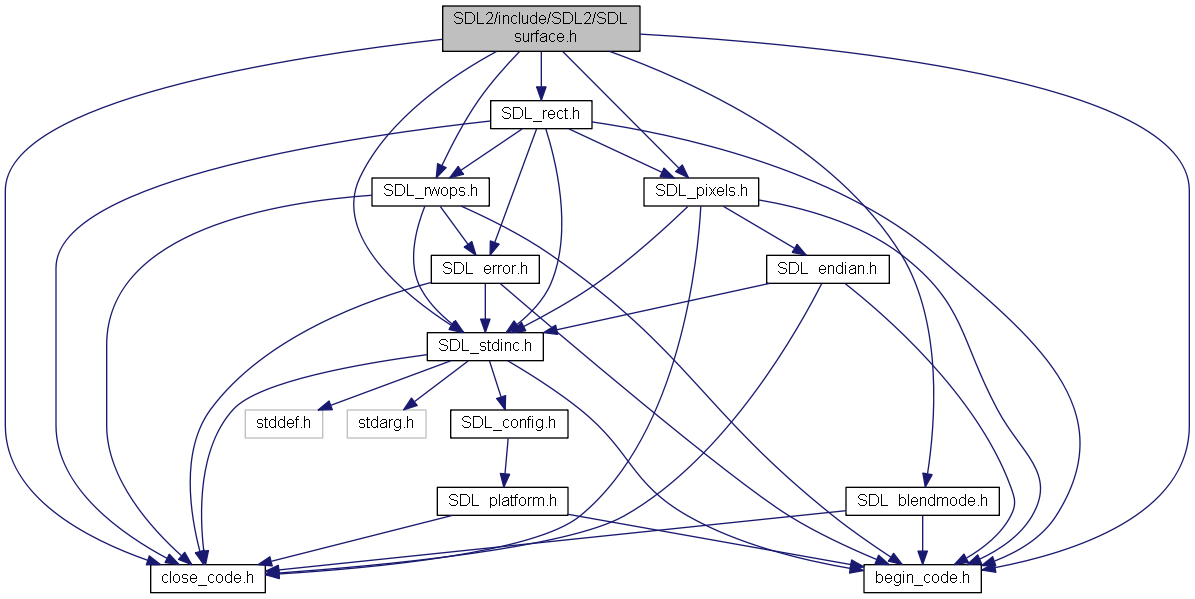 SDL2/include/SDL2/SDL
surface.h
SDL_rect.h
SDL_rwops.h
SDL_pixels.h
SDL_error.h
SDL_endian.h
SDL_stdinc.h
stddef.h
stdarg.h
SDL_config.h
SDL_platform.h
SDL_blendmode.h
close_code.h
begin_code.h